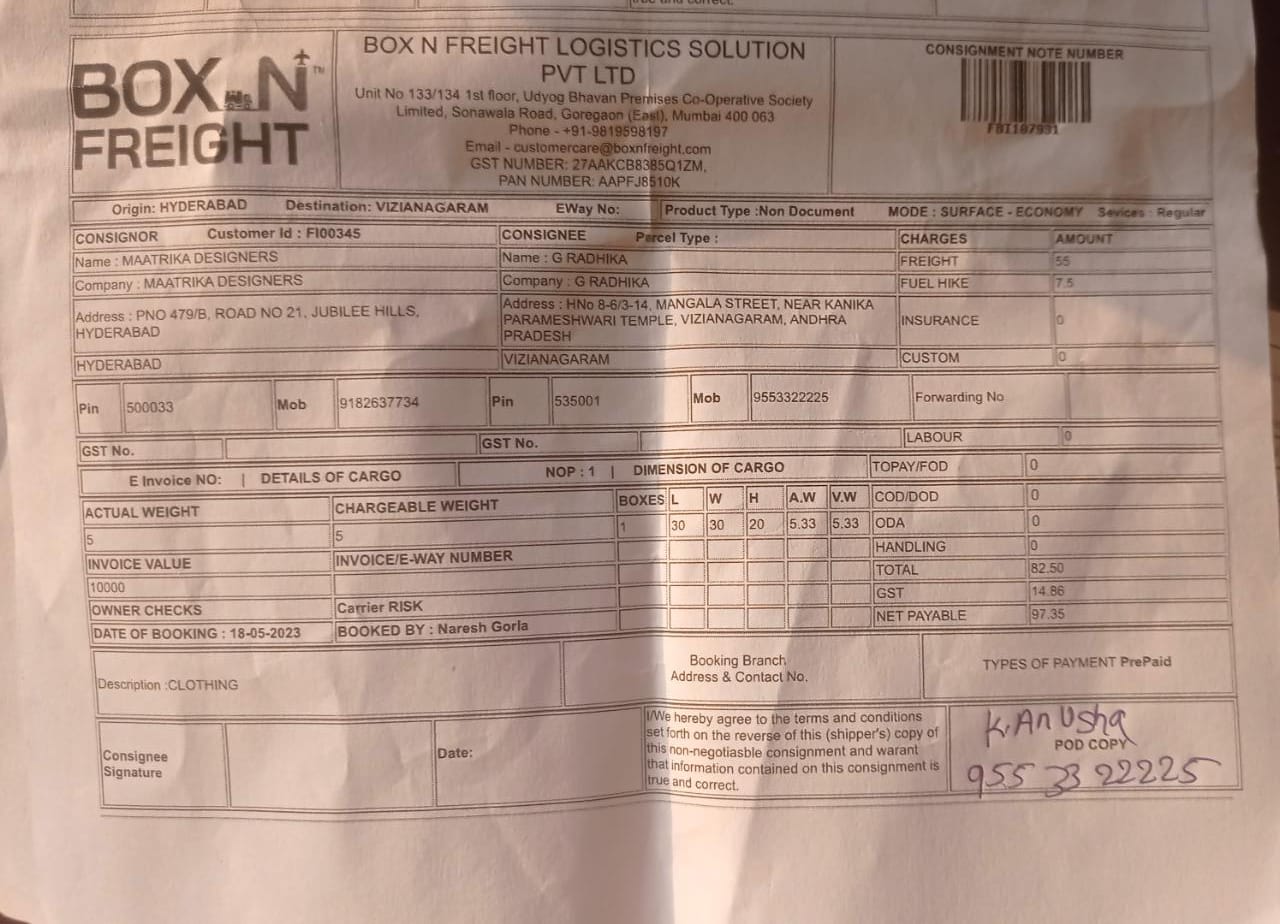 true and correct.
BOX N™
FREIGHT
BOX N FREIGHT LOGISTICS SOLUTION
PVT LTD
Unit No 133/134 1st floor, Udyog Bhavan Premises Co-Operative Society
Limited, Sonawala Road, Goregaon (East), Mumbai 400 063
Phone - +91-9819598197
Email - customercare@boxnfreight.com
GST NUMBER: 27AAKCB8385Q1ZM,
PAN NUMBER: AAPFJ8510K
CONSIGNMENT NOTE NUMBER
FBI107931
Origin: HYDERABAD Destination: VIZIANAGARAM EWay No: Product Type :Non Document MODE : SURFACE - ECONOMY Sevices : Regular
CONSIGNOR Customer Id : FI00345 CONSIGNEE Parcel Type : CHARGES AMOUNT
Name : MAATRIKA DESIGNERS Name : G RADHIKA FREIGHT 55
Company : MAATRIKA DESIGNERS Company : G RADHIKA FUEL HIKE 7.5
Address : PNO 479/B, ROAD NO 21, JUBILEE HILLS,
HYDERABAD
Address : HNo 8-6/3-14, MANGALA STREET, NEAR KANIKA
PARAMESHWARI TEMPLE, VIZIANAGARAM, ANDHRA
PRADESH
INSURANCE 0
HYDERABAD VIZIANAGARAM CUSTOM 0
Pin 500033 Mob 9182637734 Pin 535001 Mob 9553322225 Forwarding No
GST No. GST No. LABOUR 0
E Invoice NO: | DETAILS OF CARGO NOP : 1 | DIMENSION OF CARGO TOPAY/FOD 0
ACTUAL WEIGHT CHARGEABLE WEIGHT BOXES L W H A.W V.W COD/DOD 0
5 5 1 30 30 20 5.33 5.33 ODA 0
INVOICE VALUE INVOICE/E-WAY NUMBER HANDLING 0
10000 TOTAL 82.50
OWNER CHECKS Carrier RISK GST 14.86
DATE OF BOOKING : 18-05-2023 BOOKED BY : Naresh Gorla NET PAYABLE 97.35
Description :CLOTHING
Booking Branch
Address & Contact No.
TYPES OF PAYMENT PrePaid
Consignee
Signature
Date:
I/We hereby agree to the terms and conditions
set forth on the reverse of this (shipper's) copy of
this non-negotiasble consignment and warant
that information contained on this consignment is
true and correct.
K.Anusha
POD COPY
955 33 22225